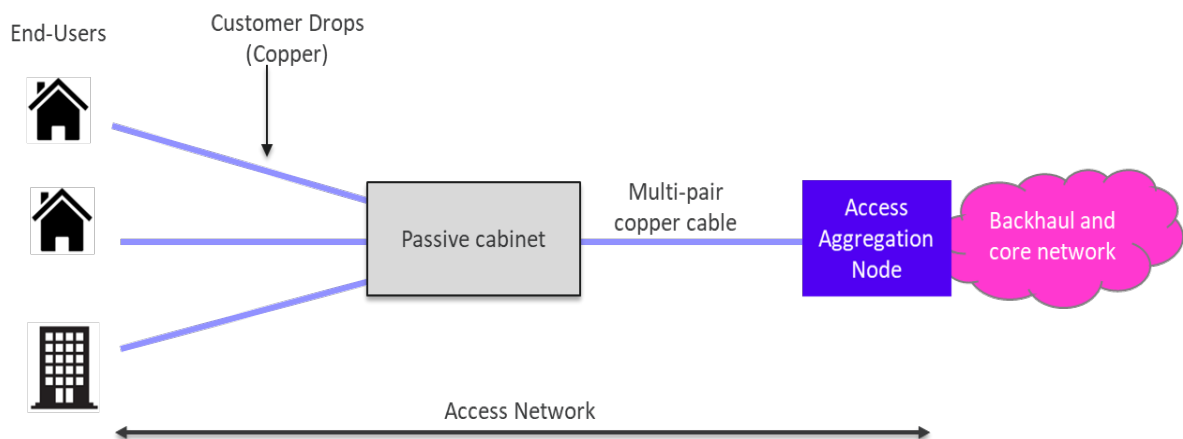 End-Users
Customer Drops
(Copper)
Passive cabinet
Multi-pair
copper cable
Access
Aggregation
Node
Backhaul and
core network
Access Network